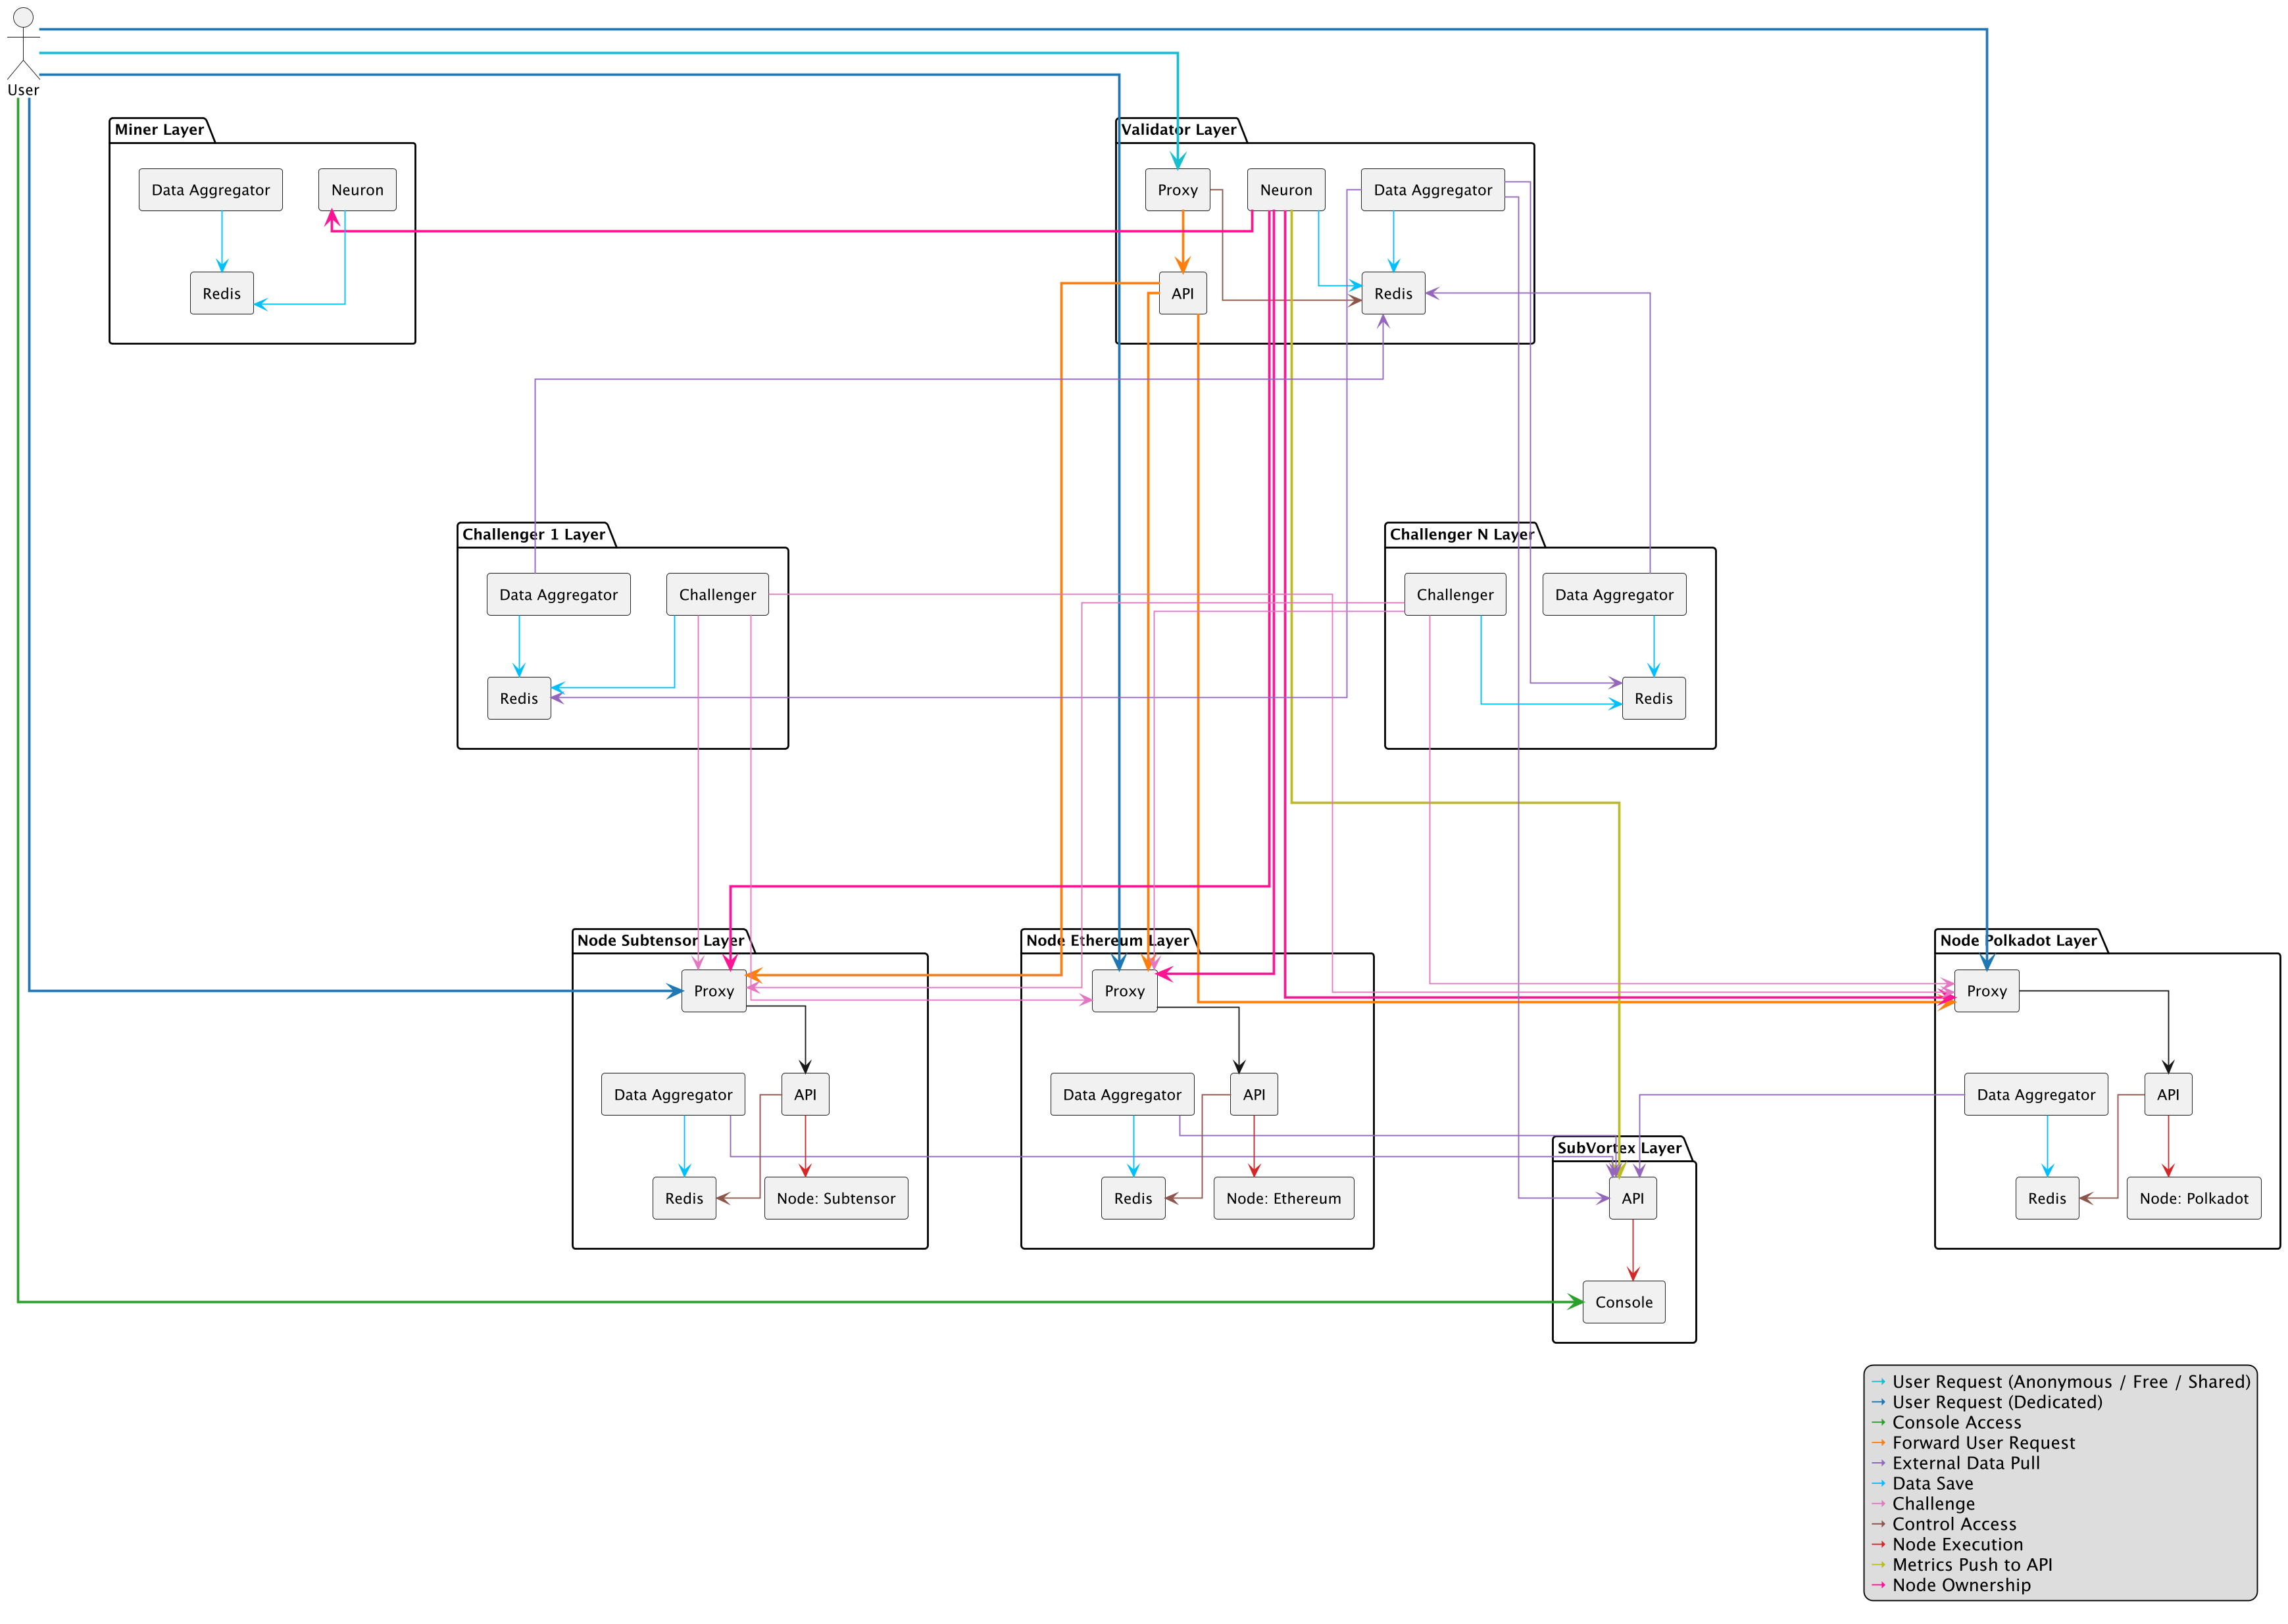 User
Miner Layer
Validator Layer
Data Aggregator
Neuron
Proxy
Neuron
Data Aggregator
Redis
API
Redis
Challenger 1 Layer
Challenger N Layer
Data Aggregator
Challenger
Challenger
Data Aggregator
Redis
Redis
Node Subtensor Layer
Node Ethereum Layer
Node Polkadot Layer
Proxy
Proxy
Proxy
Data Aggregator
API
Data Aggregator
API
Data Aggregator
API
SubVortex Layer
Redis
Node: Subtensor
Redis
Node: Ethereum
API
Redis
Node: Polkadot
Console
→ User Request (Anonymous / Free / Shared)
→ User Request (Dedicated)
→ Console Access
→ Forward User Request
→ External Data Pull
→ Data Save
→ Challenge
→ Control Access
→ Node Execution
→ Metrics Push to API
→ Node Ownership